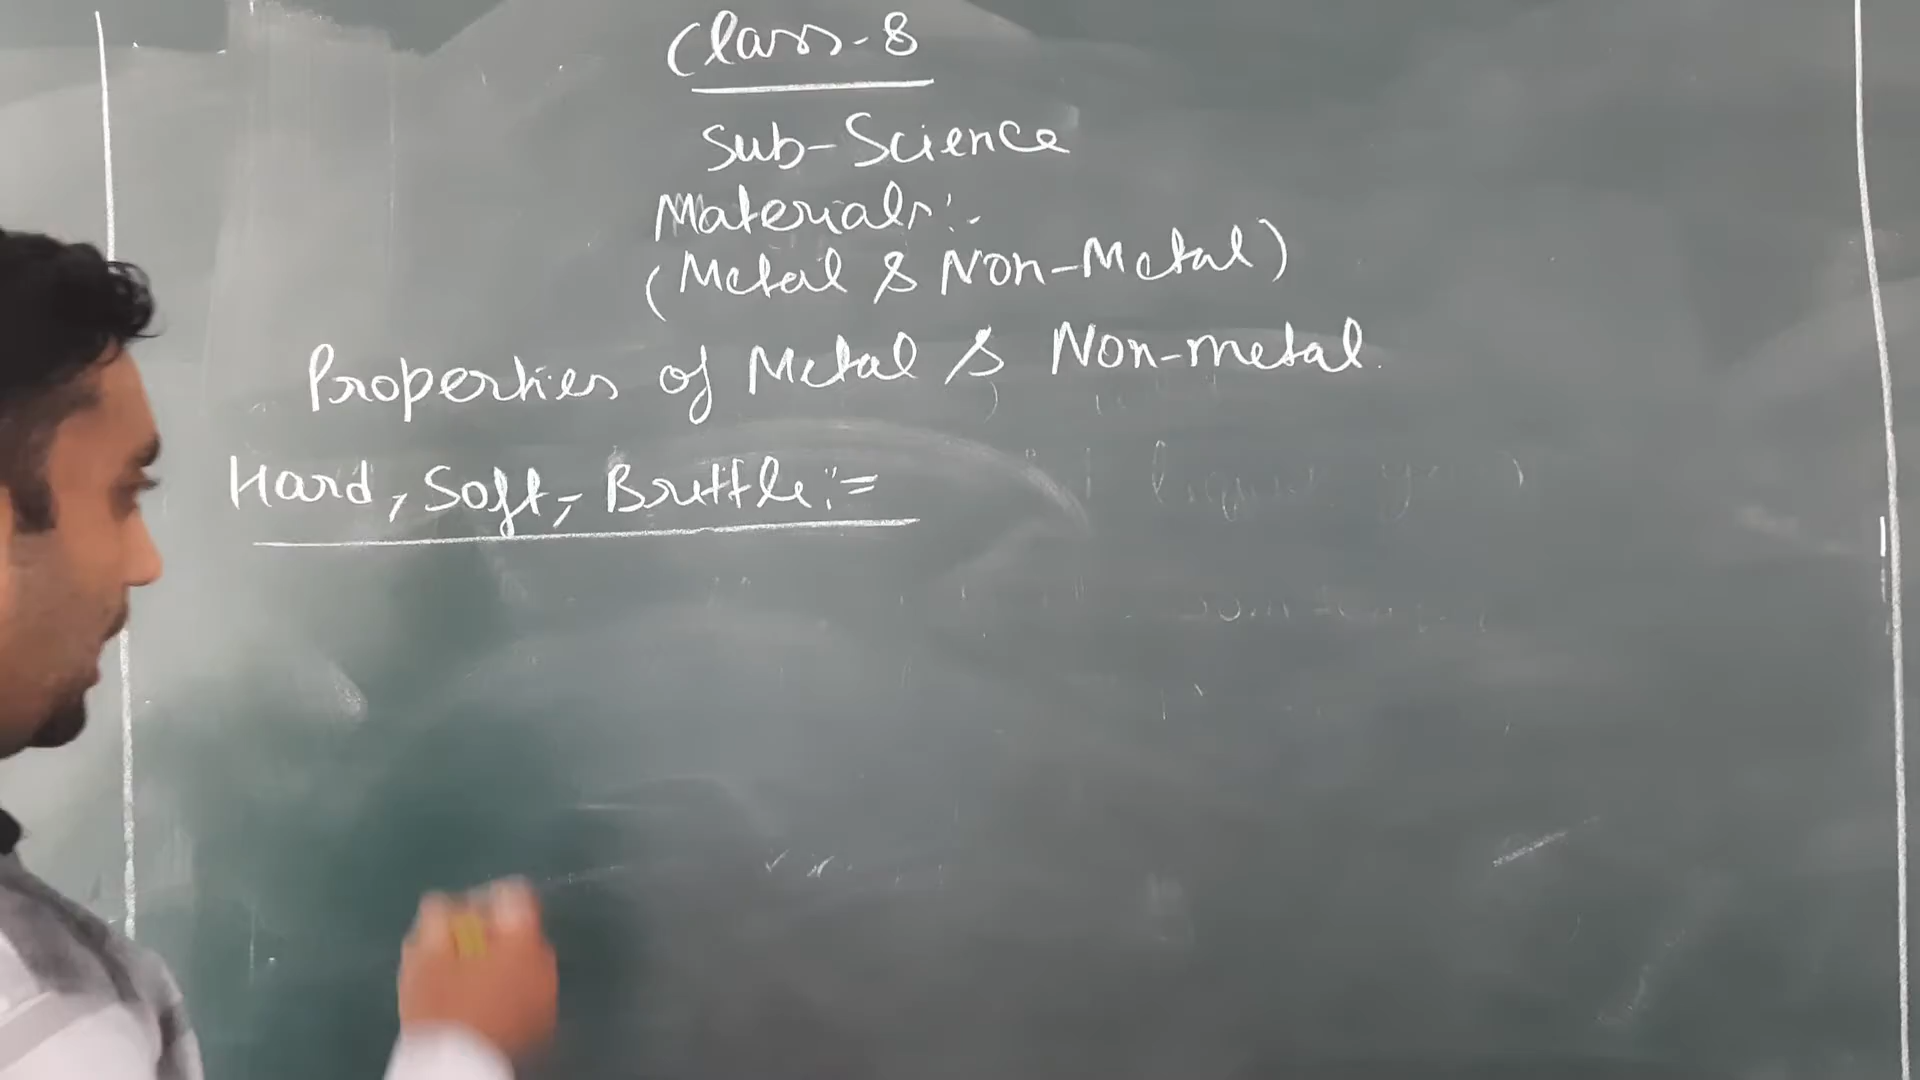 Class-8
Sub-Science
Materials:-
(Metal & Non-Metal)
Properties of Metal & Non-metal.
Hard, Soft, Brittle:=